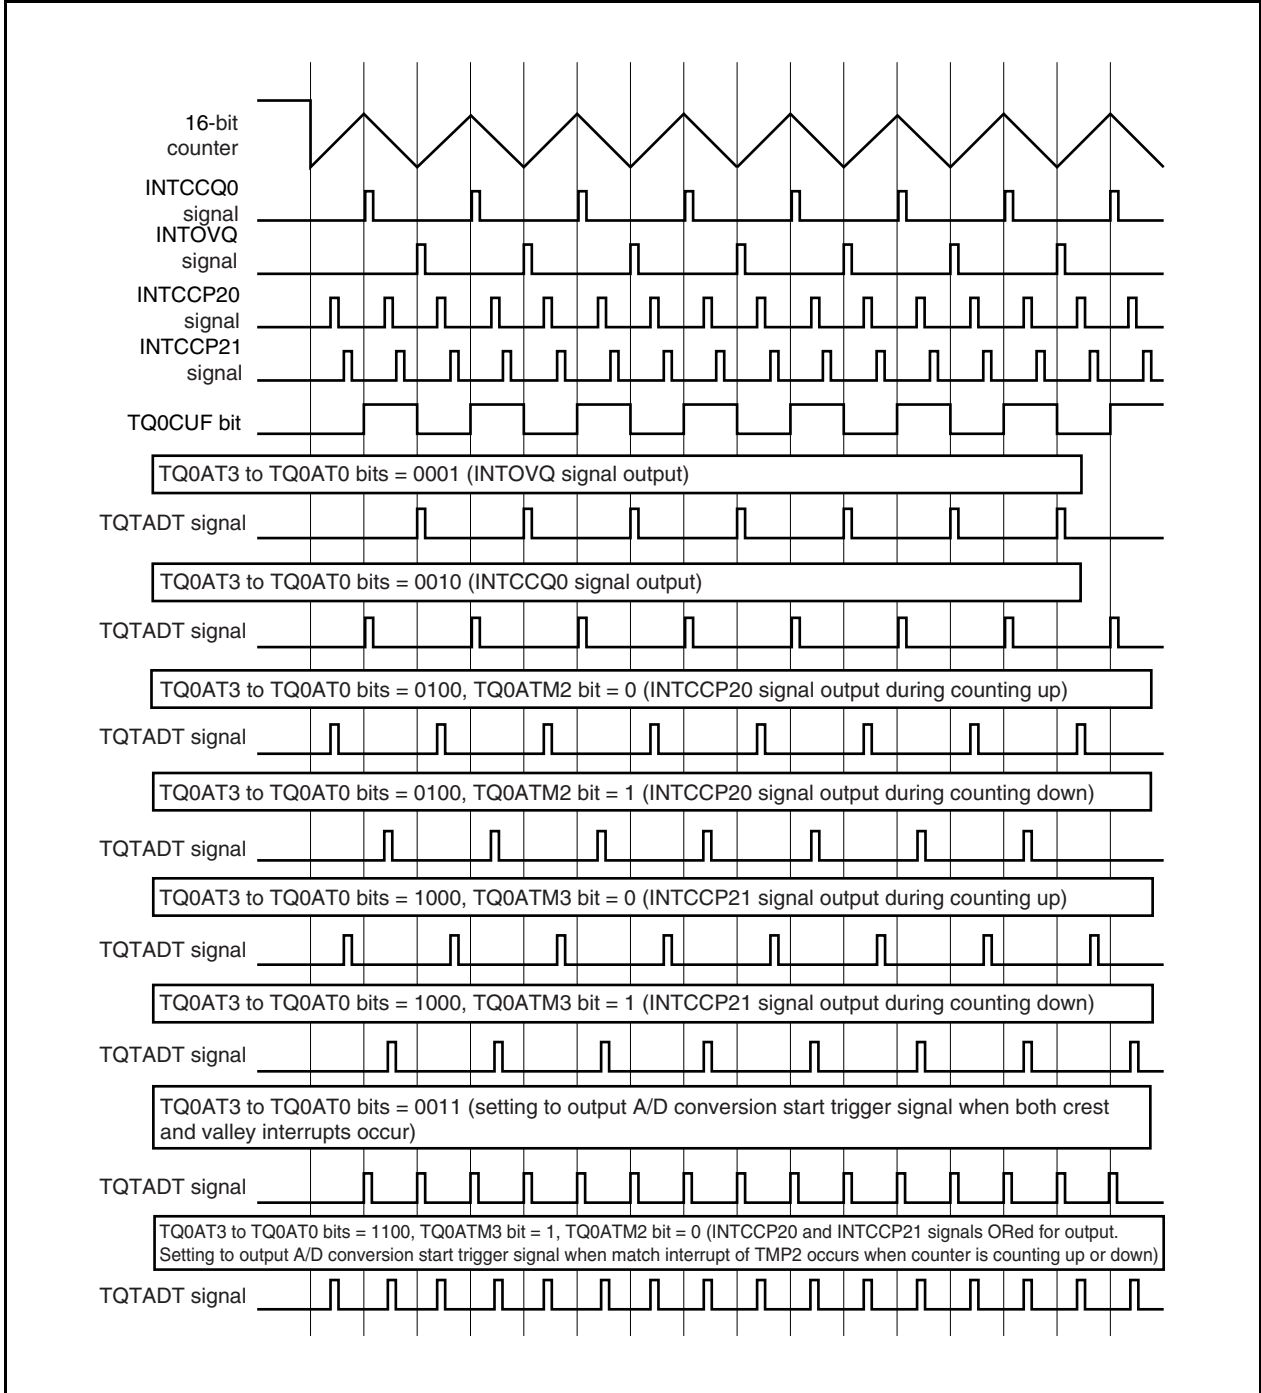 16-bit
counter
INTCCQ0
signal
INTOVQ
signal
INTCCP20
signal
INTCCP21
signal
TQ0CUF bit
TQ0AT3 to TQ0AT0 bits = 0001 (INTOVQ signal output)
TQTADT signal
TQ0AT3 to TQ0AT0 bits = 0010 (INTCCQ0 signal output)
TQTADT signal
TQ0AT3 to TQ0AT0 bits = 0100, TQ0ATM2 bit = 0 (INTCCP20 signal output during counting up)
TQTADT signal
TQ0AT3 to TQ0AT0 bits = 0100, TQ0ATM2 bit = 1 (INTCCP20 signal output during counting down)
TQTADT signal
TQ0AT3 to TQ0AT0 bits = 1000, TQ0ATM3 bit = 0 (INTCCP21 signal output during counting up)
TQTADT signal
TQ0AT3 to TQ0AT0 bits = 1000, TQ0ATM3 bit = 1 (INTCCP21 signal output during counting down)
TQTADT signal
TQ0AT3 to TQ0AT0 bits = 0011 (setting to output A/D conversion start trigger signal when both crest
and valley interrupts occur)
TQTADT signal
TQ0AT3 to TQ0AT0 bits = 1100, TQ0ATM3 bit = 1, TQ0ATM2 bit = 0 (INTCCP20 and INTCCP21 signals ORed for output.
Setting to output A/D conversion start trigger signal when match interrupt of TMP2 occurs when counter is counting up or down)
TQTADT signal